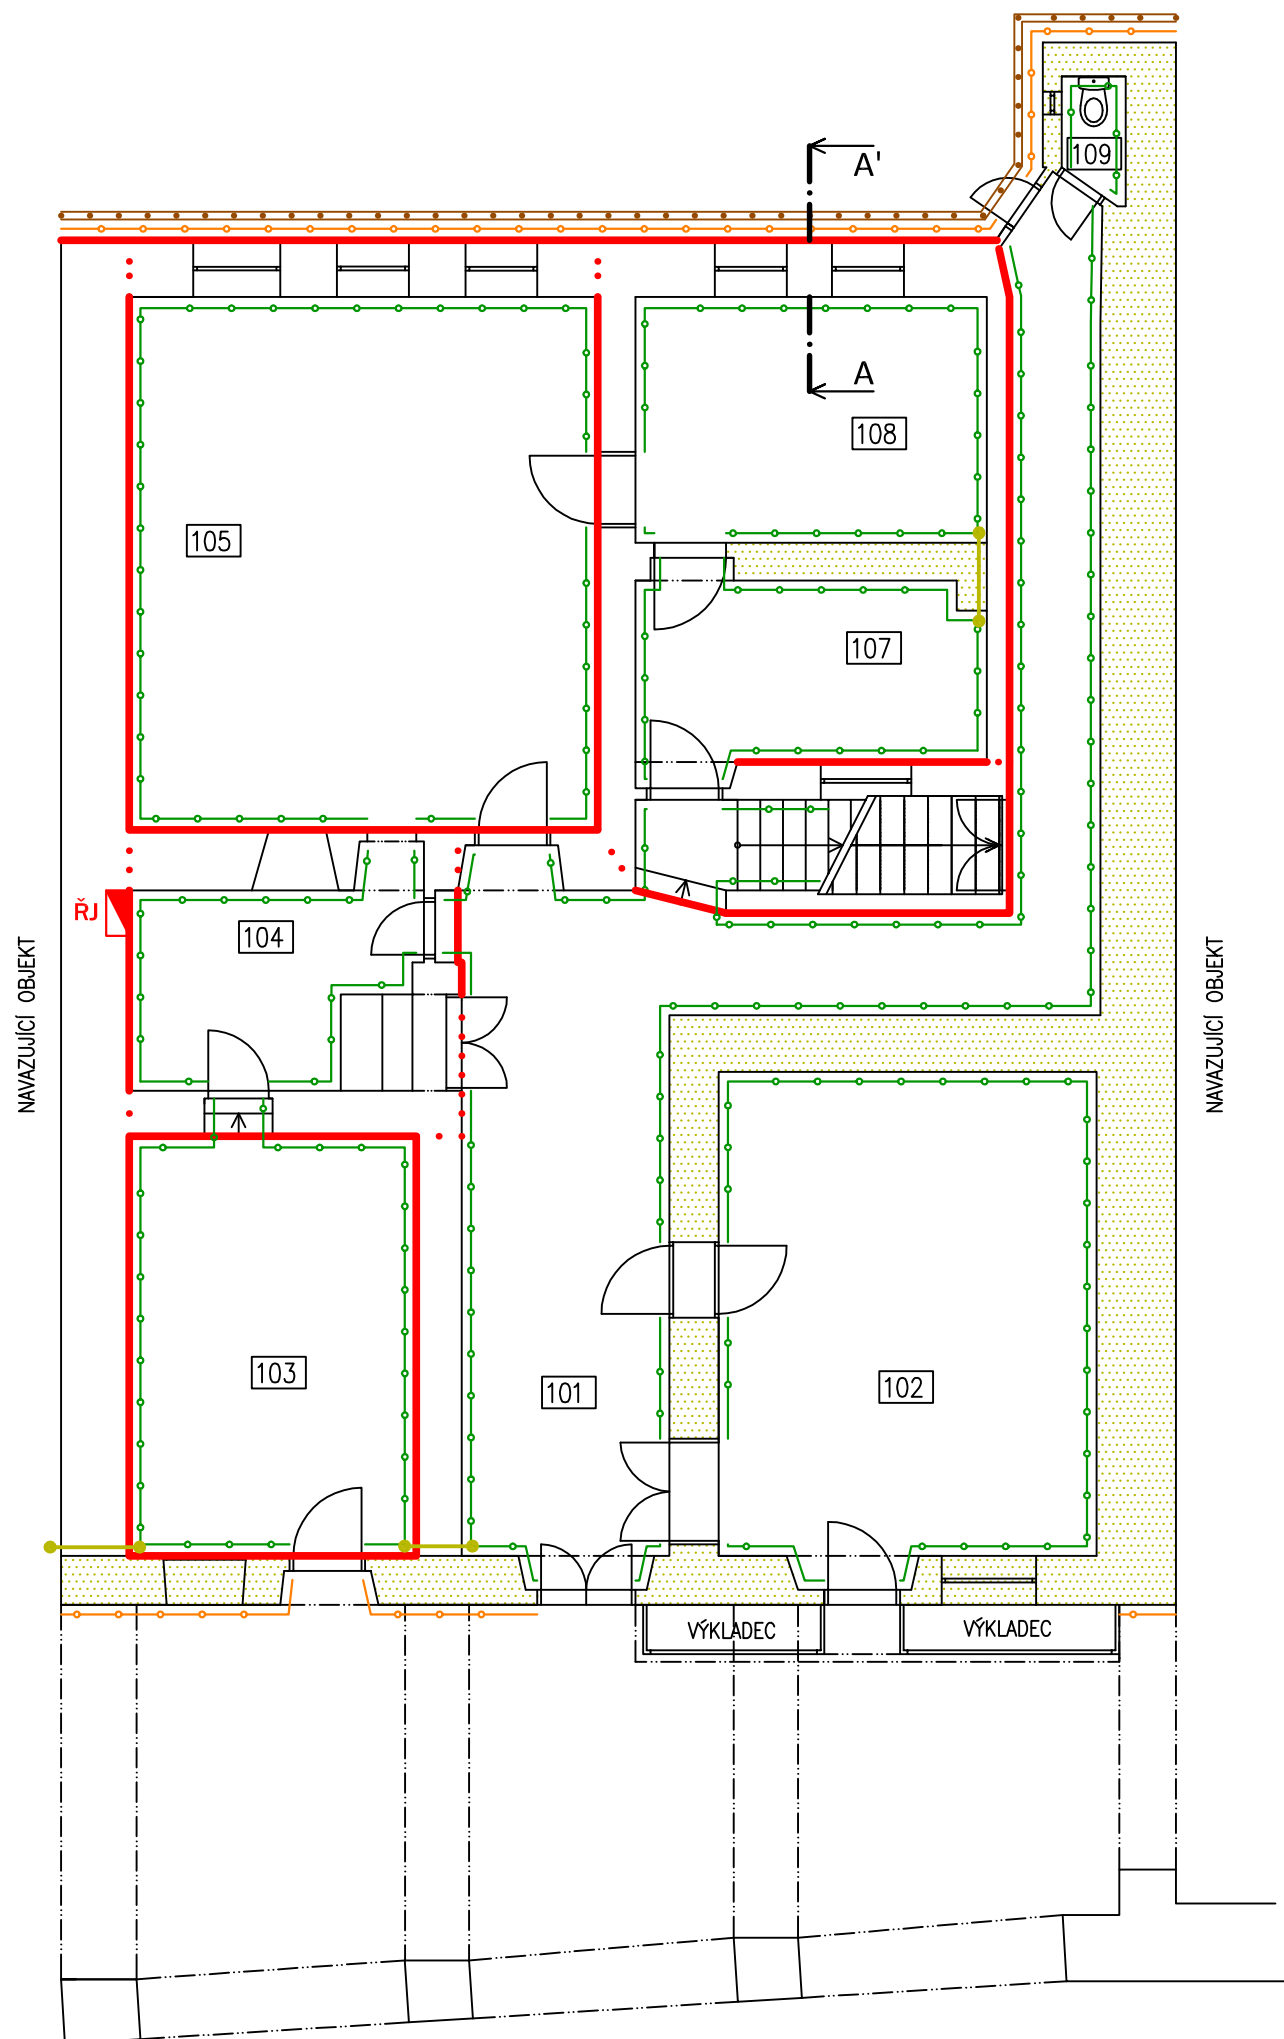 A'
109
A
108
105
107
ŘJ
104
NAVAZUJÍCÍ OBJEKT
NAVAZUJÍCÍ OBJEKT
103
101
102
VÝKLADEC
VÝKLADEC